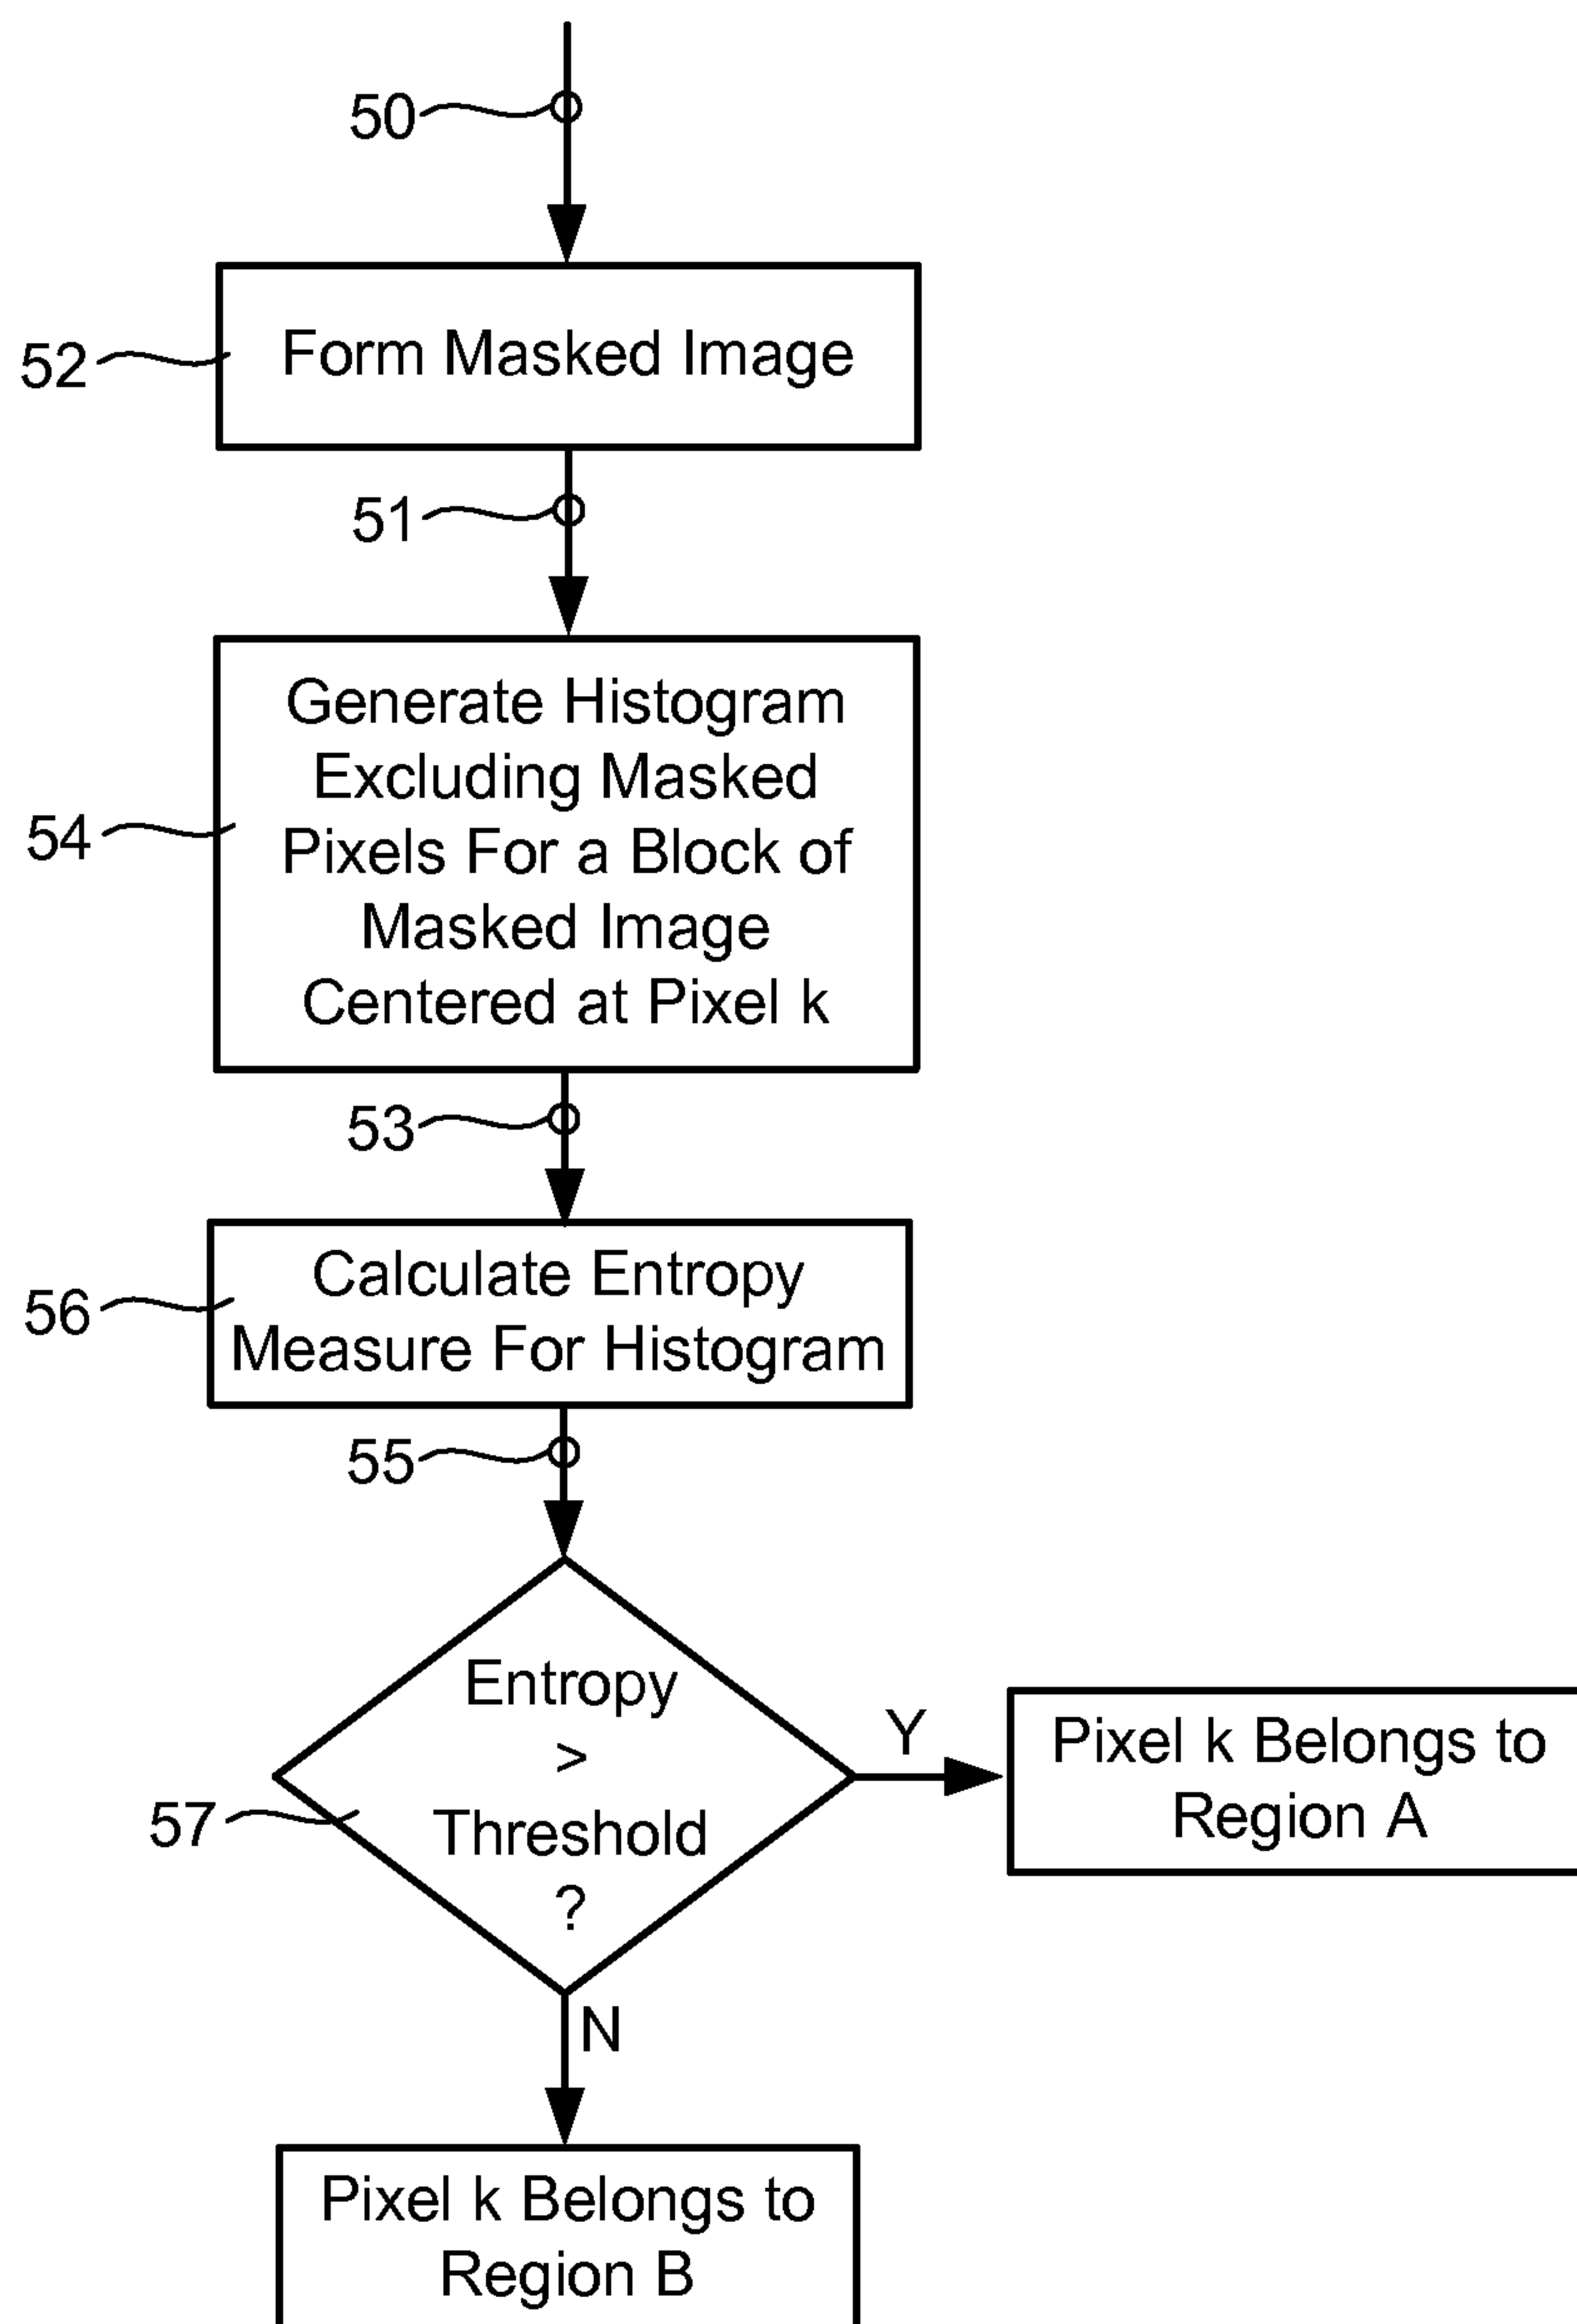 50
52
Form Masked Image
51
54
Generate Histogram
Excluding Masked
Pixels For a Block of
Masked Image
Centered at Pixel k
53
56
Calculate Entropy
Measure For Histogram
55
57
Entropy
>
Threshold
?
Y
Pixel k Belongs to
Region A
N
Pixel k Belongs to
Region B